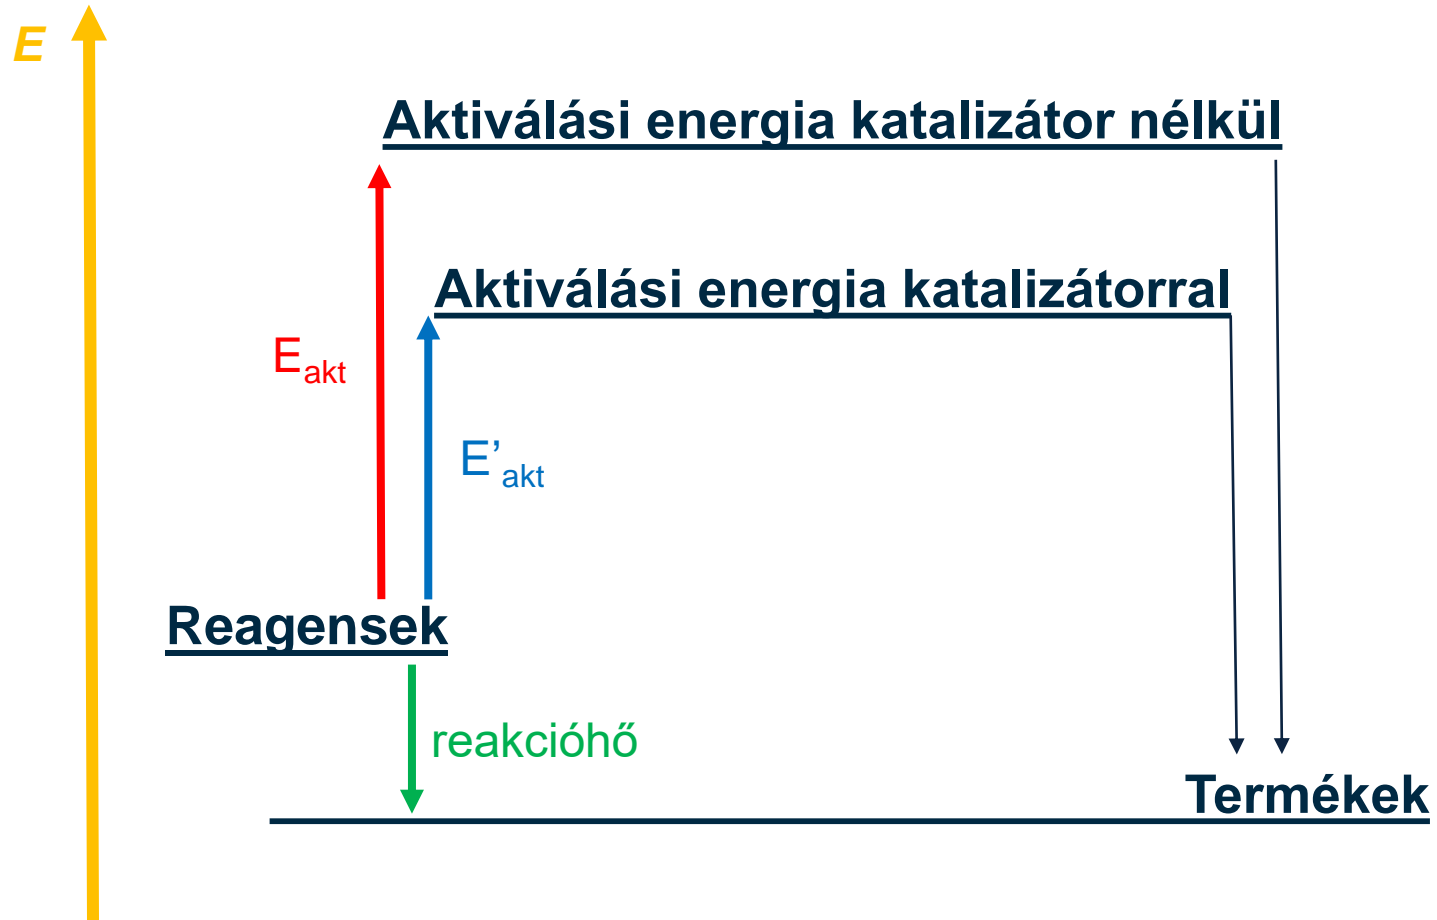 E
Aktiválási energia katalizátor nélkül
Aktiválási energia katalizátorral
Eakt
E’akt
Reagensek
reakcióhő
Termékek